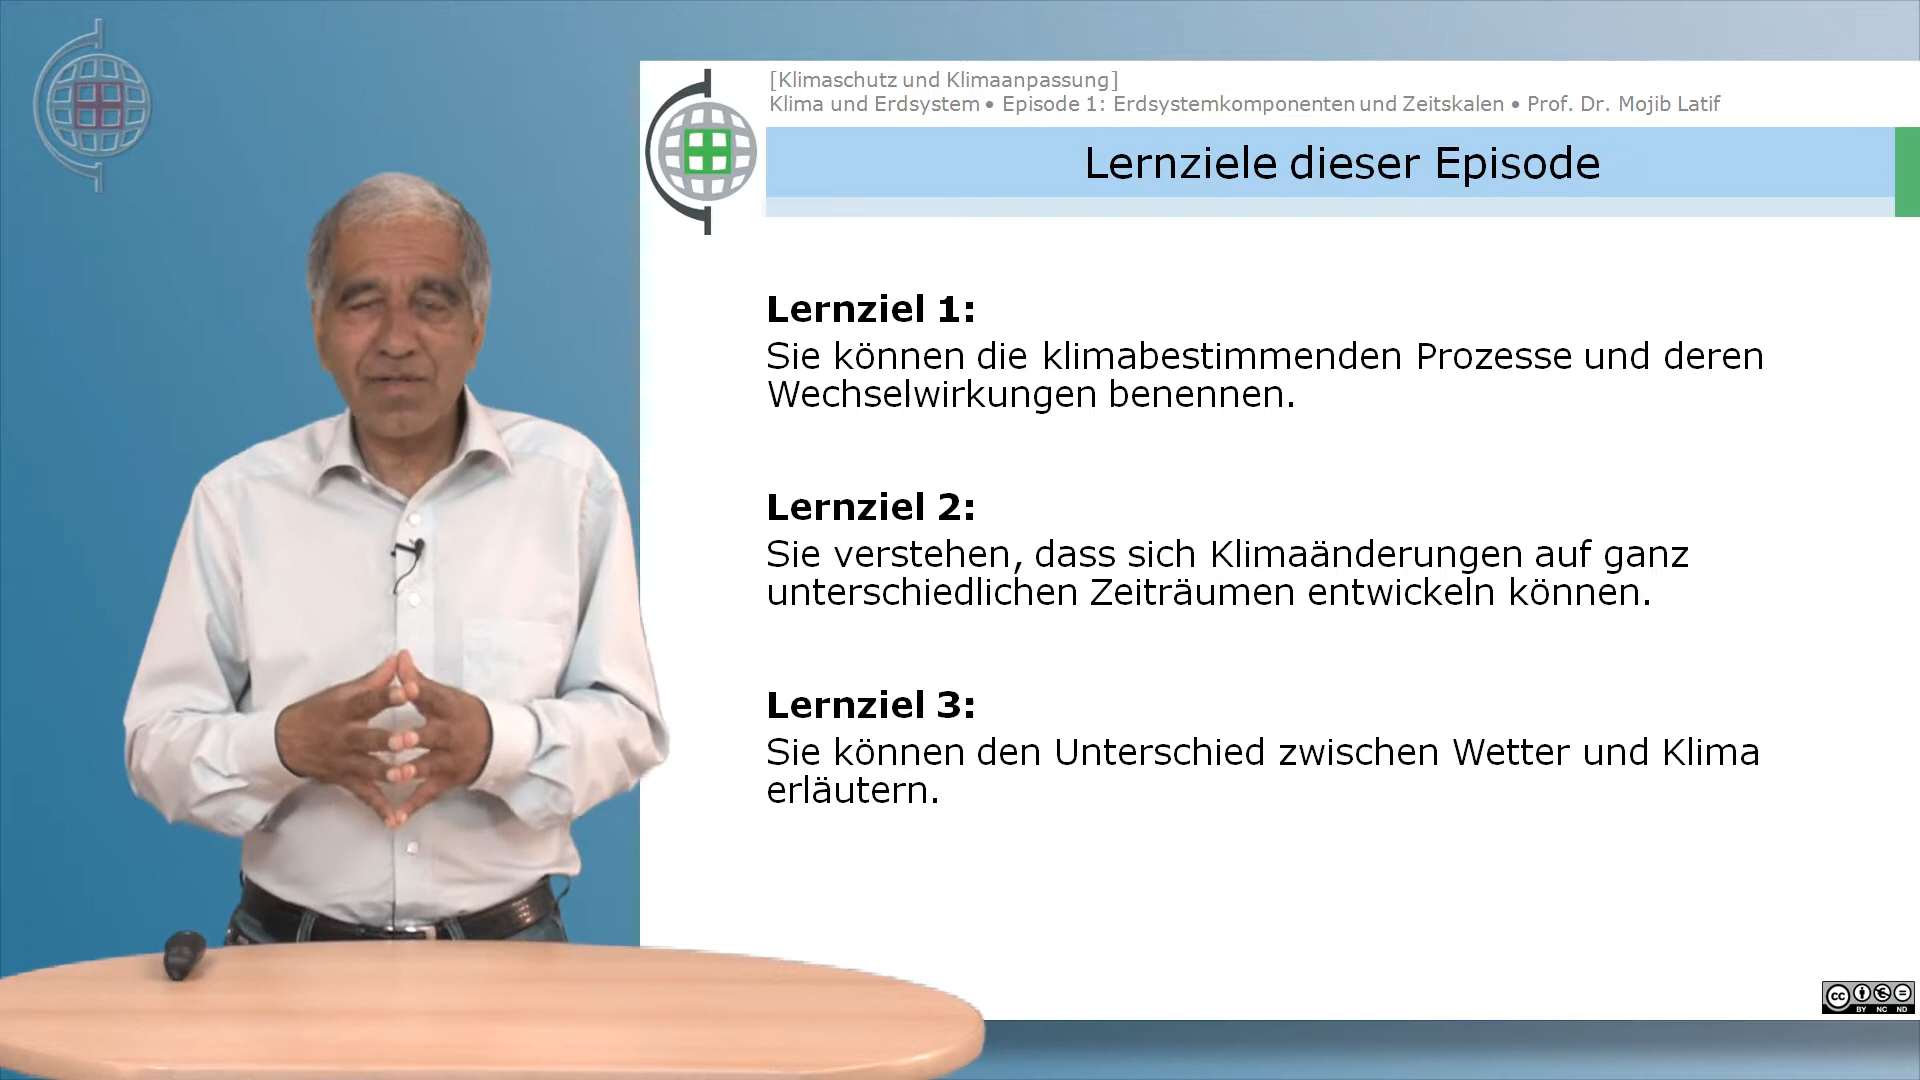 [Klimaschutz und Klimaanpassung]
Klima und Erdsystem • Episode 1: Erdsystemkomponenten und Zeitskalen • Prof. Dr. Mojib Latif
Lernziele dieser Episode
Lernziel 1:
Sie können die klimabestimmenden Prozesse und deren
Wechselwirkungen benennen.
Lernziel 2:
Sie verstehen, dass sich Klimaänderungen auf ganz
unterschiedlichen Zeiträumen entwickeln können.
Lernziel 3:
Sie können den Unterschied zwischen Wetter und Klima
erläutern.
cc
BY NC ND